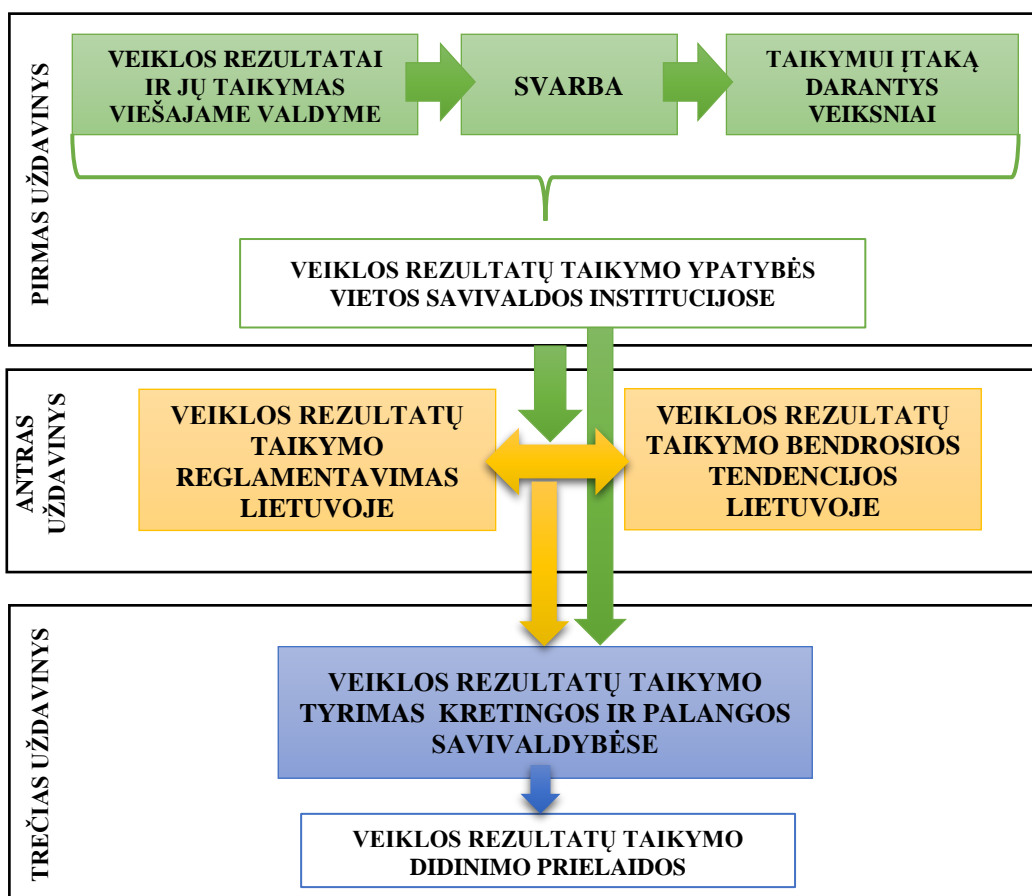 PIRMAS UŽDAVINYS
VEIKLOS REZULTATAI
IR JŲ TAIKYMAS
VIEŠAJAME VALDYME
SVARBA
TAIKYMUI ĮTAKĄ
DARANTYS
VEIKSNIAI
VEIKLOS REZULTATŲ TAIKYMO YPATYBĖS
VIETOS SAVIVALDOS INSTITUCIJOSE
ANTRAS
UŽDAVINYS
VEIKLOS REZULTATŲ
TAIKYMO
REGLAMENTAVIMAS
LIETUVOJE
VEIKLOS REZULTATŲ
TAIKYMO BENDROSIOS
TENDENCIJOS
LIETUVOJE
TREČIAS UŽDAVINYS
VEIKLOS REZULTATŲ TAIKYMO
TYRIMAS KRETINGOS IR PALANGOS
SAVIVALDYBĖSE
VEIKLOS REZULTATŲ TAIKYMO
DIDINIMO PRIELAIDOS